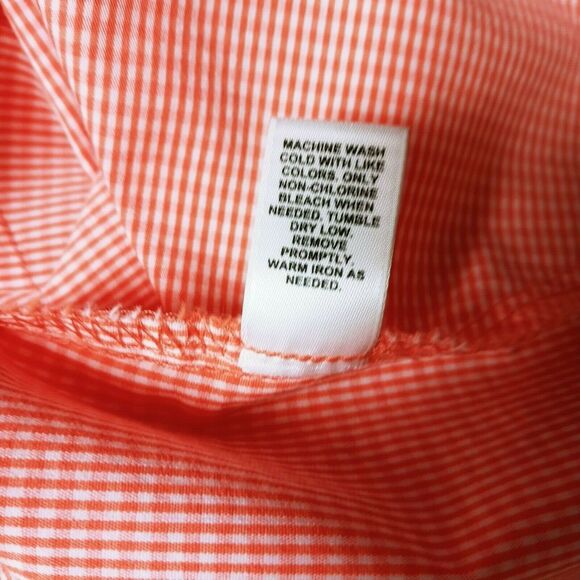 MACHINE WASH
COLD WITH LIKE
COLORS. ONLY
NON-CHLORINE
BLEACH WHEN
NEEDED. TUMBLE
DRY LOW.
REMOVE
PROMPTLY.
WARM IRON AS
NEEDED.